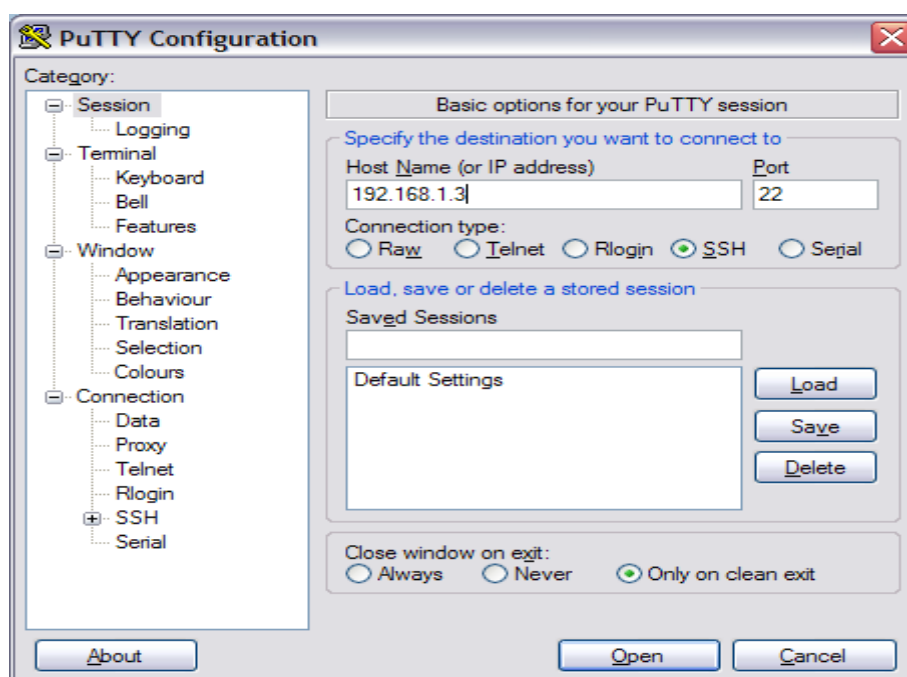 PuTTY Configuration
Category:
Session
Logging
Terminal
Keyboard
Bell
Features
Window
Appearance
Behaviour
Translation
Selection
Colours
Connection
Data
Proxy
Telnet
Rlogin
SSH
Serial
Basic options for your PuTTY session
Specify the destination you want to connect to
Host Name (or IP address) Port
192.168.1.3 22
Connection type:
Raw Telnet Rlogin SSH Serial
Load, save or delete a stored session
Saved Sessions
Default Settings
Load
Save
Delete
Close window on exit:
Always Never Only on clean exit
About Open Cancel